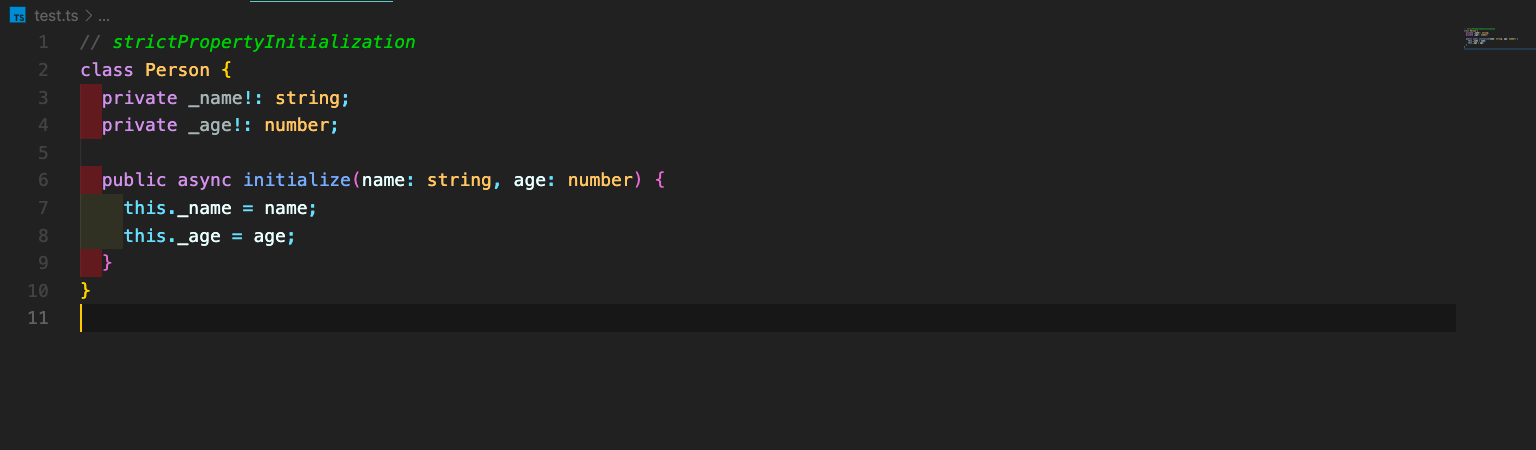 TS test.ts > ...
1 // strictPropertyInitialization
2 class Person {
3   private _name!: string;
4   private _age!: number;
5
6   public async initialize(name: string, age: number) {
7     this._name = name;
8     this._age = age;
9   }
10 }
11